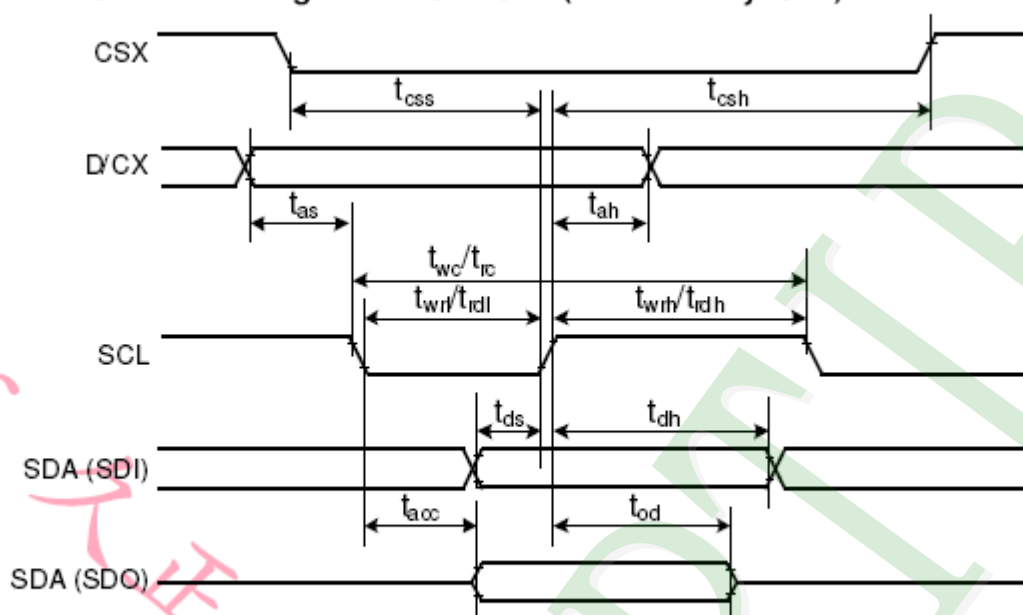 CSX
tcss
tcsh
D/CX
tas
tah
twc/trc
twrl/trdl
twrh/trdh
SCL
tds
tdh
SDA (SDI)
tacc
tod
SDA (SDO)